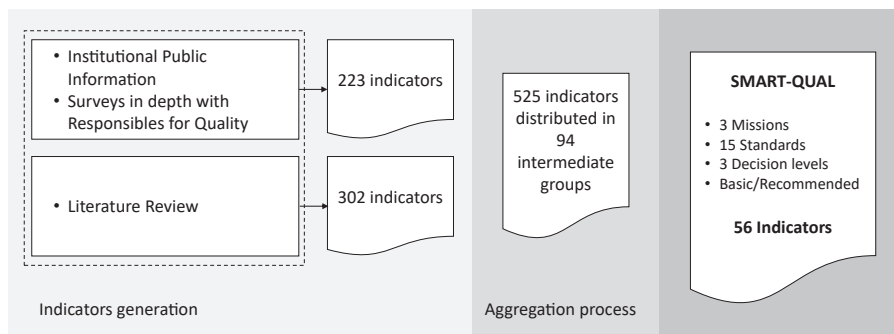 • Institutional Public
Information
• Surveys in depth with
Responsibles for Quality
223 indicators
• Literature Review
302 indicators
Indicators generation
525 indicators
distributed in
94
intermediate
groups
Aggregation process
SMART-QUAL
• 3 Missions
• 15 Standards
• 3 Decision levels
• Basic/Recommended
56 Indicators